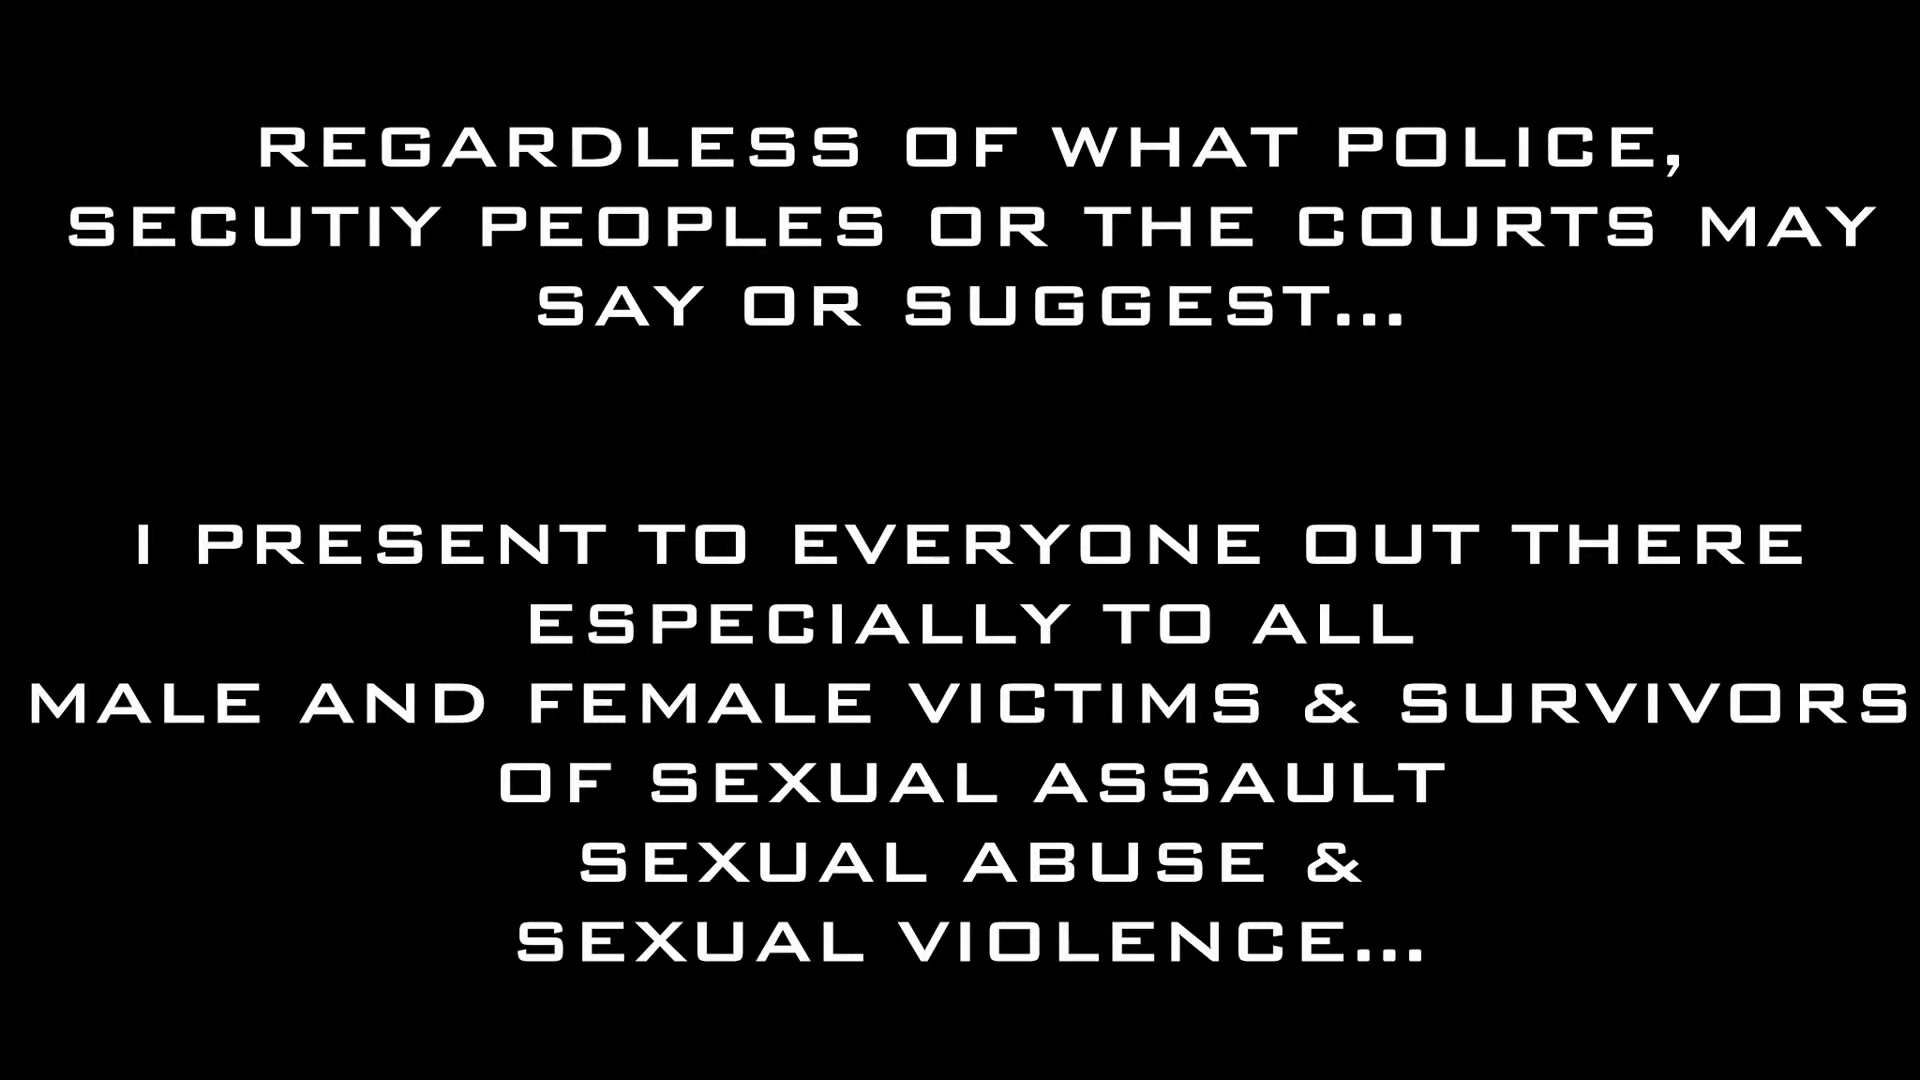 REGARDLESS OF WHAT POLICE,
SECUTIY PEOPLES OR THE COURTS MAY
SAY OR SUGGEST...
I PRESENT TO EVERYONE OUT THERE
ESPECIALLY TO ALL
MALE AND FEMALE VICTIMS & SURVIVORS
OF SEXUAL ASSAULT
SEXUAL ABUSE &
SEXUAL VIOLENCE...